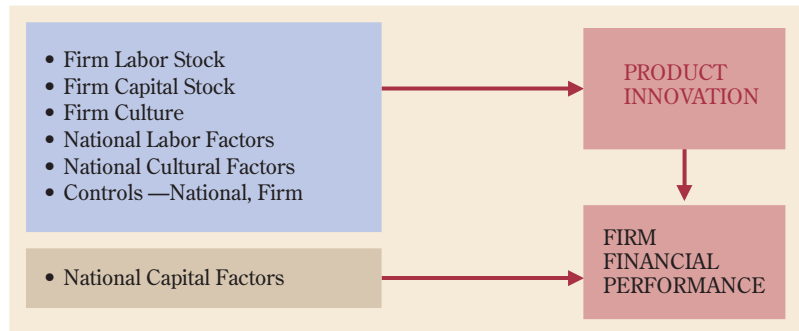 • Firm Labor Stock
• Firm Capital Stock
• Firm Culture
• National Labor Factors
• National Cultural Factors
• Controls —National, Firm
• National Capital Factors
PRODUCT
INNOVATION
FIRM
FINANCIAL
PERFORMANCE